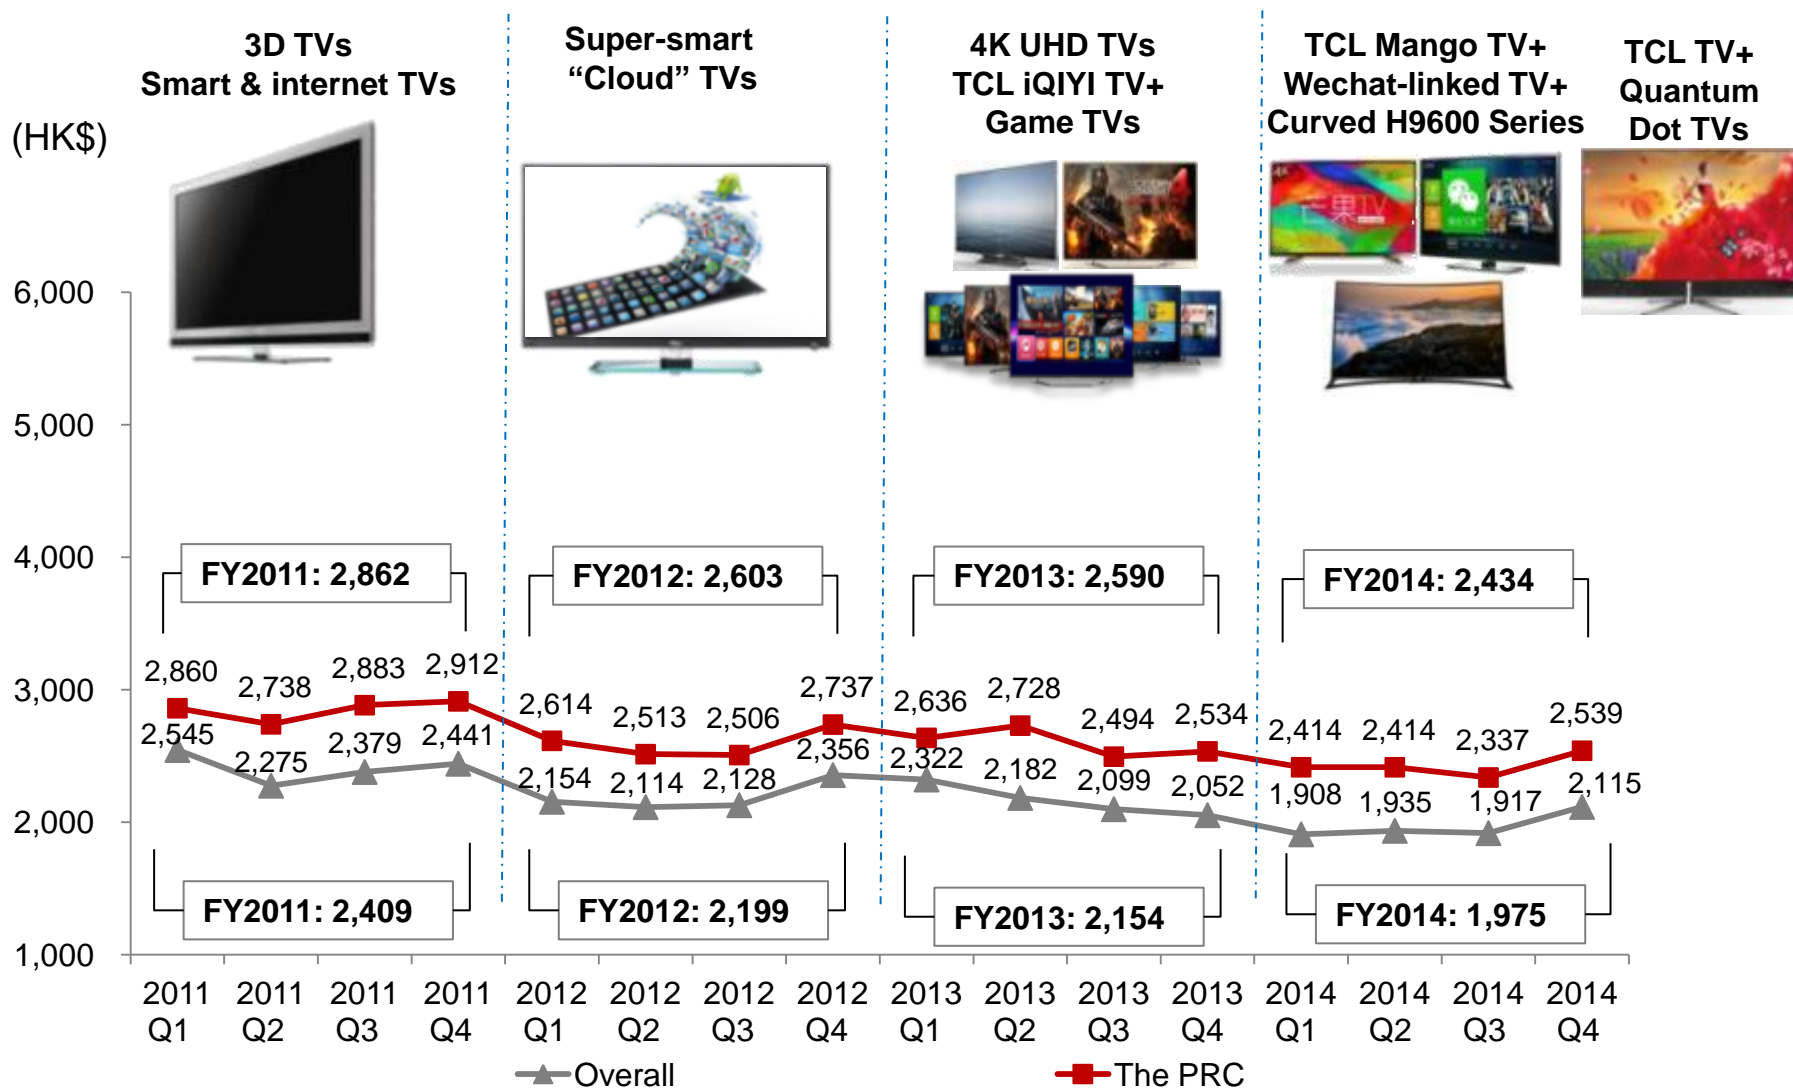 3D TVs
Smart & internet TVs
Super-smart
“Cloud” TVs
4K UHD TVs
TCL iQIYI TV+
Game TVs
TCL Mango TV+
Wechat-linked TV+
Curved H9600 Series
TCL TV+
Quantum
Dot TVs
(HK$)
4K
芒果TV
6,000
5,000
4,000
3,000
2,000
1,000
FY2011: 2,862
FY2012: 2,603
FY2013: 2,590
FY2014: 2,434
2,860
2,738
2,883
2,912
2,614
2,513
2,506
2,737
2,636
2,728
2,494
2,534
2,414
2,414
2,337
2,539
2,545
2,275
2,379
2,441
2,154
2,114
2,128
2,356
2,322
2,182
2,099
2,052
1,908
1,935
1,917
2,115
FY2011: 2,409
FY2012: 2,199
FY2013: 2,154
FY2014: 1,975
2011 Q1
2011 Q2
2011 Q3
2011 Q4
2012 Q1
2012 Q2
2012 Q3
2012 Q4
2013 Q1
2013 Q2
2013 Q3
2013 Q4
2014 Q1
2014 Q2
2014 Q3
2014 Q4
Overall
The PRC